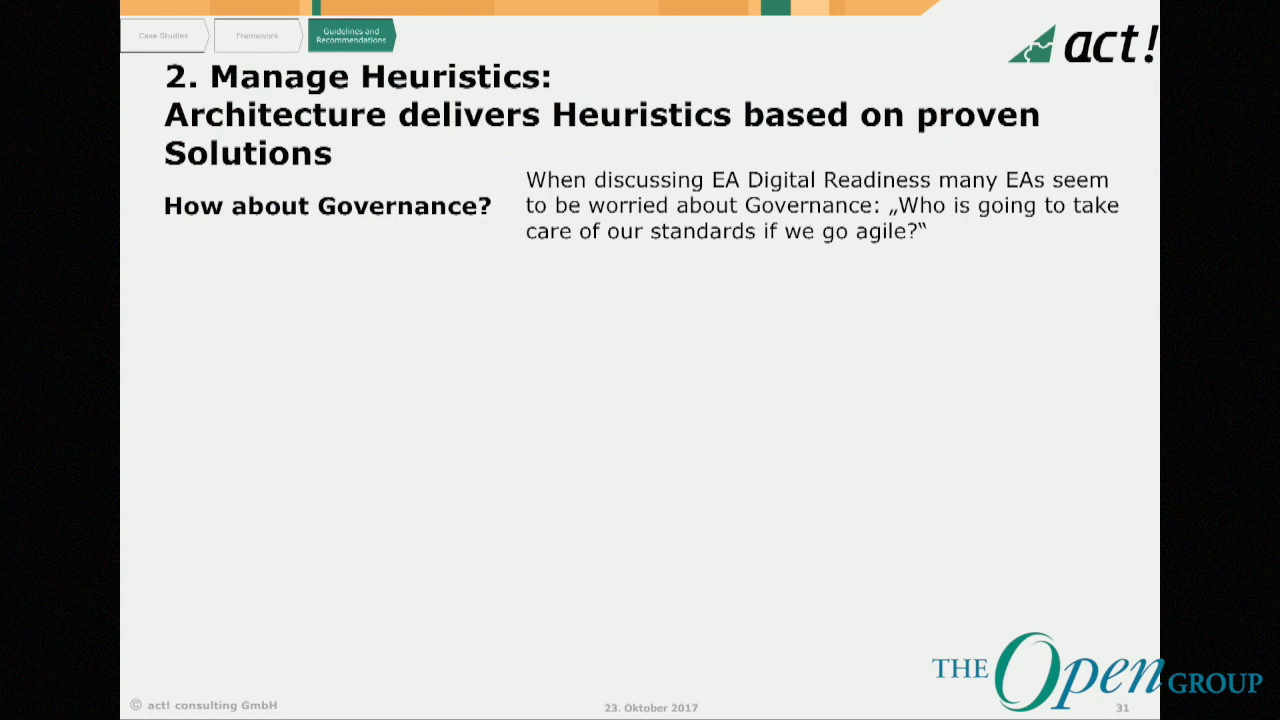 Case Studies
Framework
Guidelines and
Recommendations
act!
2. Manage Heuristics:
Architecture delivers Heuristics based on proven
Solutions
How about Governance?
When discussing EA Digital Readiness many EAs seem
to be worried about Governance: „Who is going to take
care of our standards if we go agile?“
THE Open GROUP
© act! consulting GmbH
23. Oktober 2017
31